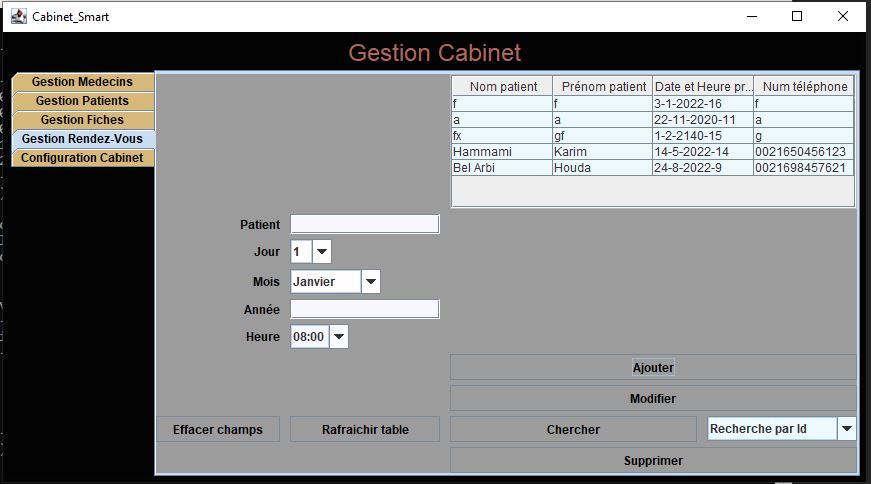 Cabinet_Smart
Gestion Cabinet
Gestion Medecins
Gestion Patients
Gestion Fiches
Gestion Rendez-Vous
Configuration Cabinet
Nom patient Prénom patient Date et Heure pr... Num téléphone
f f 3-1-2022-16 f
a a 22-11-2020-11 a
fx gf 1-2-2140-15 g
Hammami Karim 14-5-2022-14 0021650456123
Bel Arbi Houda 24-8-2022-9 0021698457621
Patient
Jour 1
Mois Janvier
Année
Heure 08:00
Ajouter
Modifier
Effacer champs Rafraichir table Chercher Recherche par Id
Supprimer